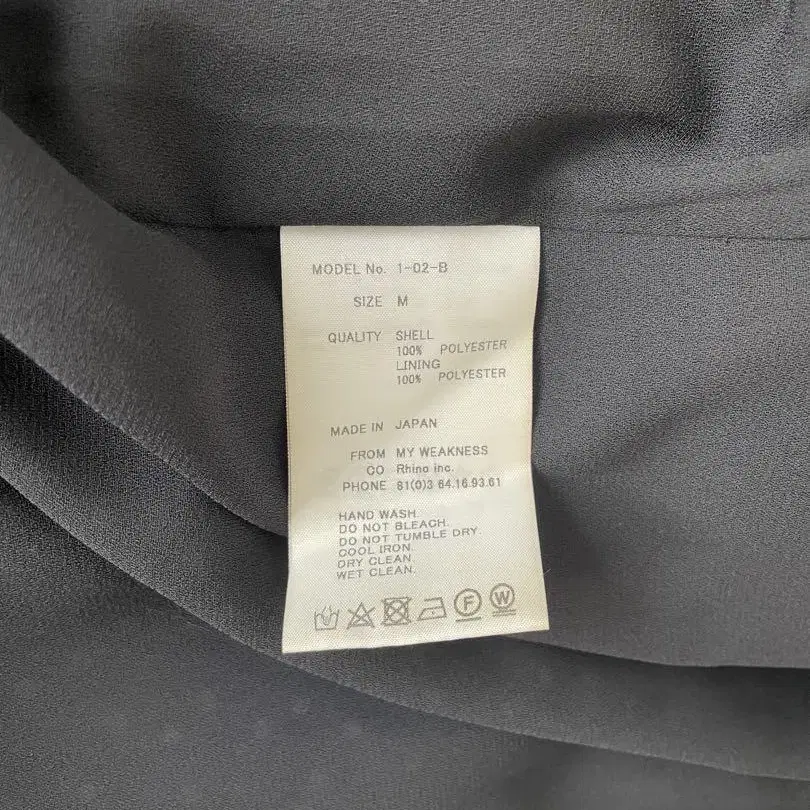 MODEL No. 1-02-B
SIZE M
QUALITY SHELL
100% POLYESTER
LINING
100% POLYESTER
MADE IN JAPAN
FROM MY WEAKNESS
CO Rhino inc.
PHONE 81(0)3 64.16.93.61
HAND WASH.
DO NOT BLEACH.
DO NOT TUMBLE DRY.
COOL IRON.
DRY CLEAN.
WET CLEAN.
F W